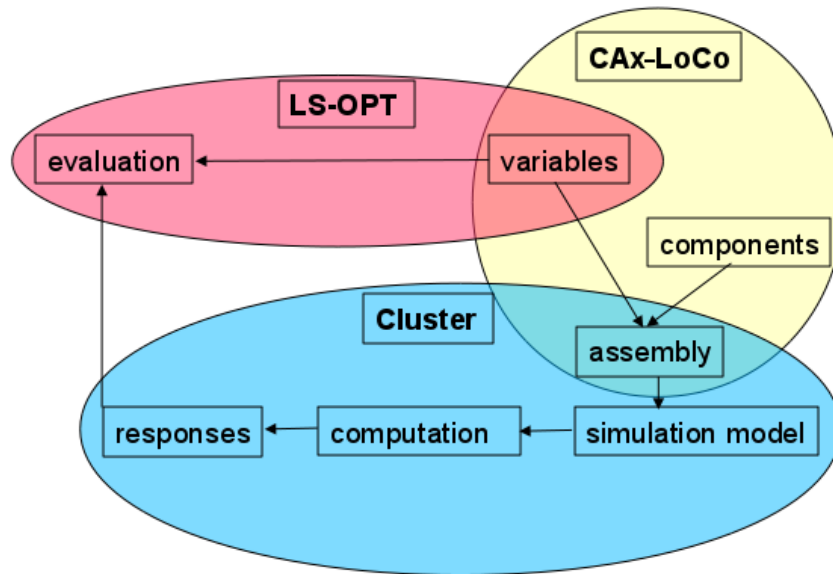 CAx-LoCo
LS-OPT
evaluation
variables
components
Cluster
assembly
responses
computation
simulation model